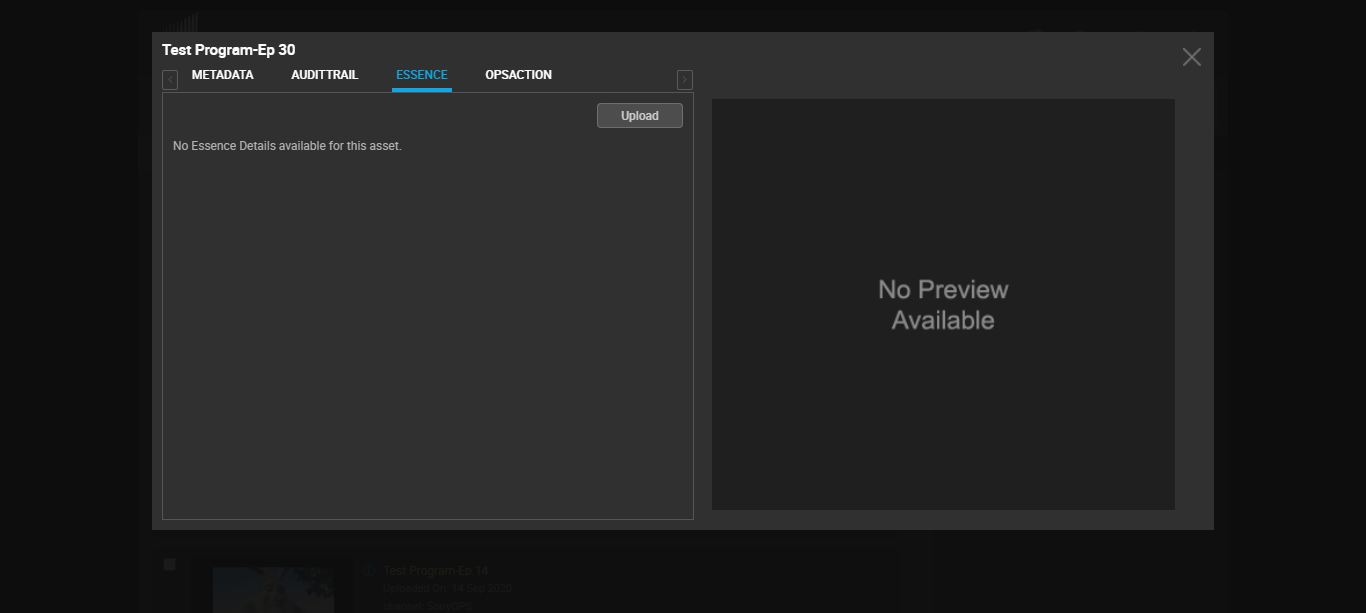 Test Program-Ep 30
METADATA AUDITTRAIL ESSENCE OPSACTION
Upload
No Essence Details available for this asset.
No Preview
Available
Test Program-Ep 14
Uploaded On: 14 Sep 2020